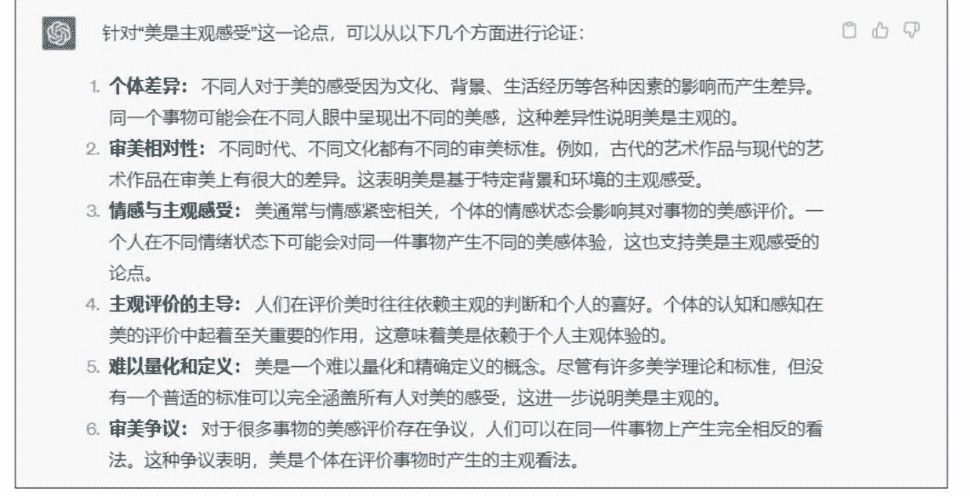 针对“美是主观感受”这一论点，可以从以下几个方面进行论证：
1. 个体差异： 不同人对于美的感受因为文化、背景、生活经历等各种因素的影响而产生差异。
同一个事物可能会在不同人眼中呈现出不同的美感，这种差异性说明美是主观的。
2. 审美相对性： 不同时代、不同文化都有不同的审美标准。例如，古代的艺术作品与现代的艺
术作品在审美上有很大的差异。这表明美是基于特定背景和环境的主观感受。
3. 情感与主观感受： 美通常与情感紧密相关，个体的情感状态会影响其对事物的美感评价。一
个人在不同情绪状态下可能会对同一件事物产生不同的美感体验，这也支持美是主观感受的
论点。
4. 主观评价的主导： 人们在评价美时往往依赖主观的判断和个人的喜好。个体的认知和感知在
美的评价中起着至关重要的作用，这意味着美是依赖于个人主观体验的。
5. 难以量化和定义： 美是一个难以量化和精确定义的概念。尽管有许多美学理论和标准，但没
有一个普适的标准可以完全涵盖所有人对美的感受，这进一步说明美是主观的。
6. 审美争议： 对于很多事物的美感评价存在争议，人们可以在同一件事物上产生完全相反的看
法。这种争议表明，美是个体在评价事物时产生的主观看法。